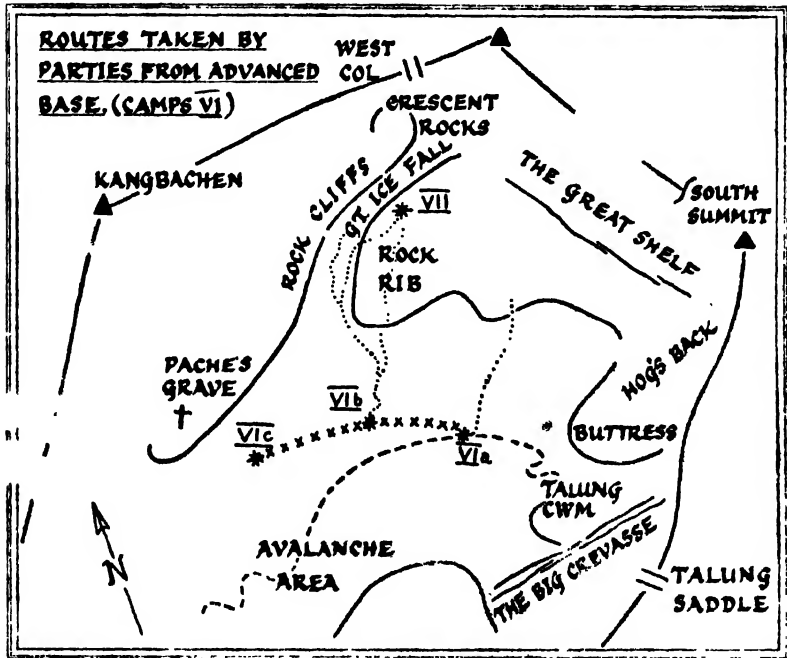 ROUTES TAKEN BY
PARTIES FROM ADVANCED
BASE, (CAMPS VI)
WEST
COL
CRESCENT
ROCKS
KANGBACHEN
ROCK CLIFFS
GT. ICE FALL
VII
THE GREAT SHELF
SOUTH
SUMMIT
ROCK
RIB
PACHE'S
GRAVE
HOG'S BACK
VIb
VIc
VIa
BUTTRESS
TALUNG
CWM
AVALANCHE
AREA
N
THE BIG CREVASSE
TALUNG
SADDLE